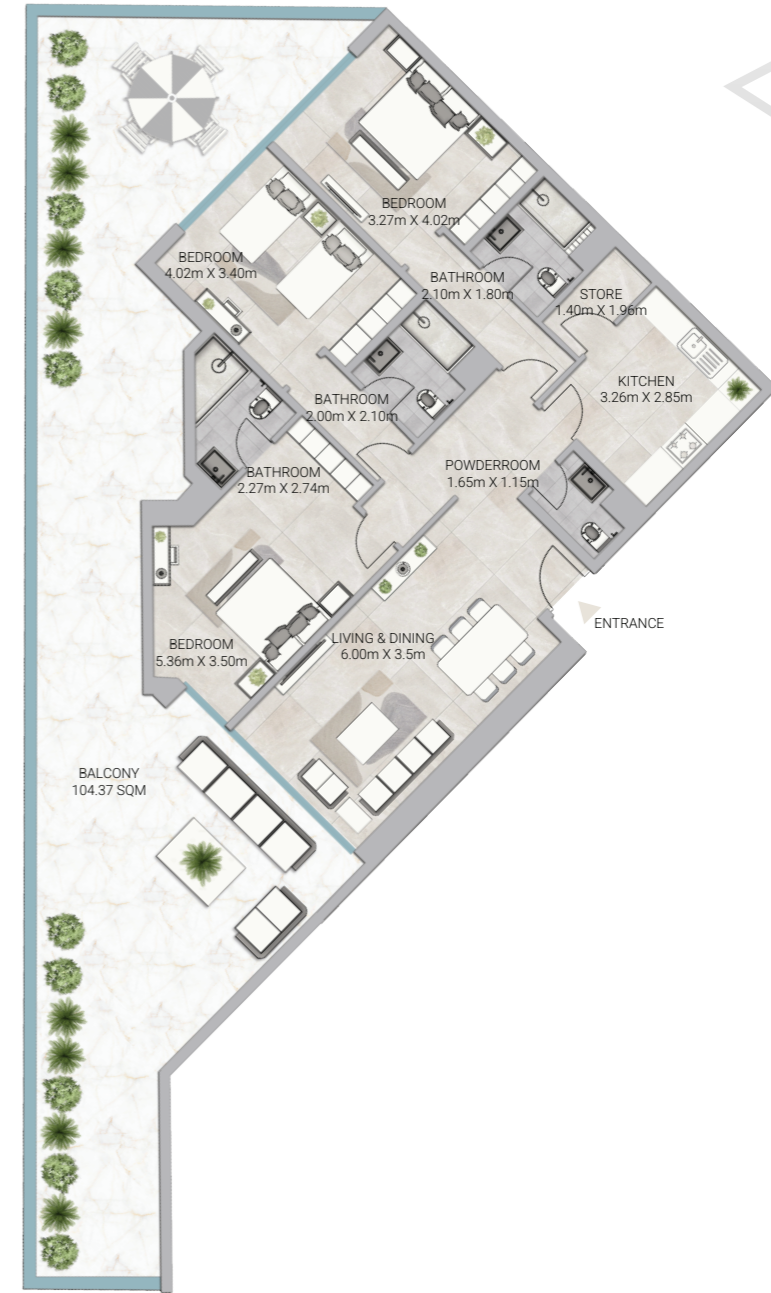 BEDROOM
3.27m X 4.02m
BEDROOM
4.02m X 3.40m
BATHROOM
2.10m X 1.80m
STORE
1.40m X 1.96m
KITCHEN
3.26m X 2.85m
BATHROOM
2.00m X 2.10m
POWDERROOM
1.65m X 1.15m
BATHROOM
2.27m X 2.74m
ENTRANCE
LIVING & DINING
6.00m X 3.5m
BEDROOM
5.36m X 3.50m
BALCONY
104.37 SQM